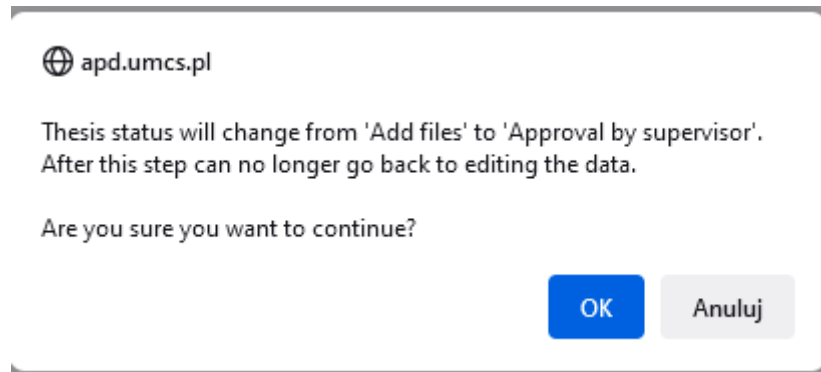 apd.umcs.pl
Thesis status will change from 'Add files' to 'Approval by supervisor'.
After this step can no longer go back to editing the data.
Are you sure you want to continue?
OK
Anuluj